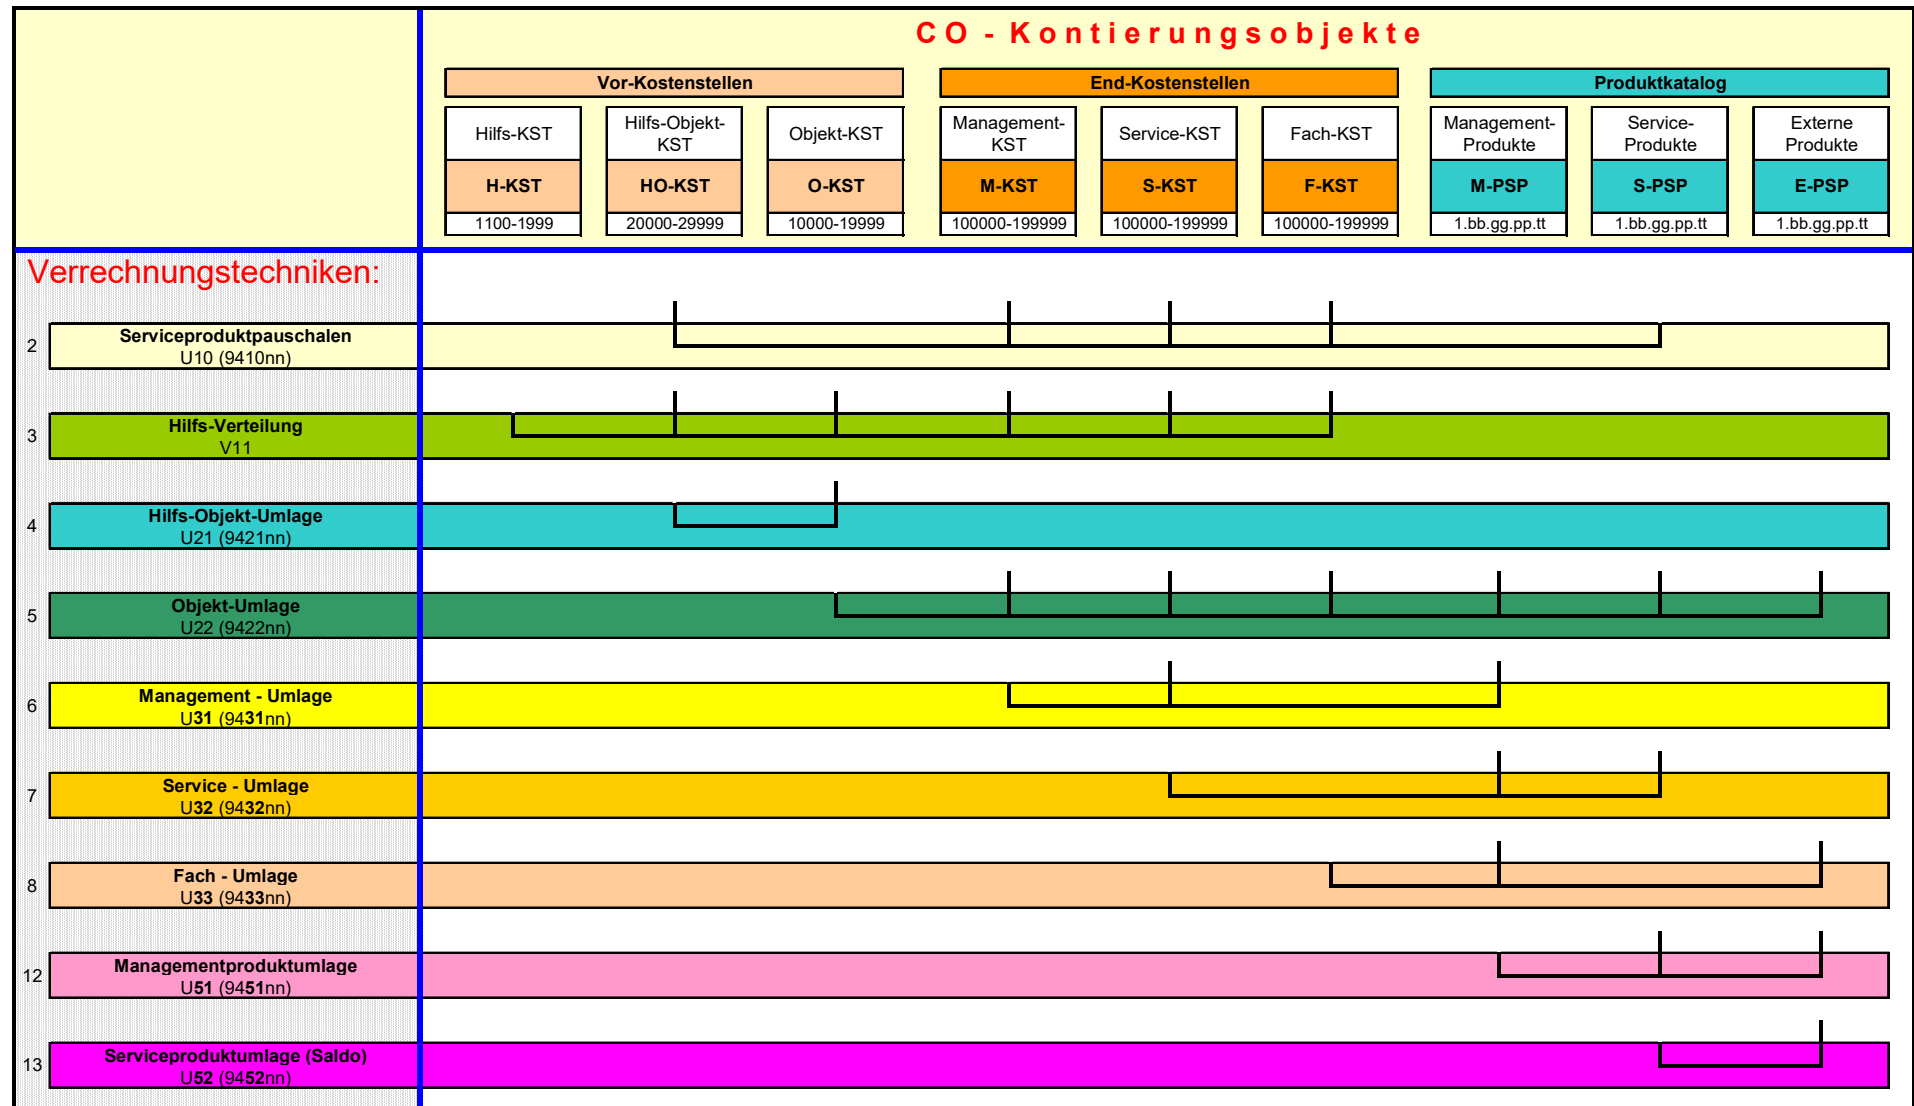 CO - Kontierungsobjekte
Vor-Kostenstellen
End-Kostenstellen
Produktkatalog
Hilfs-KST
Hilfs-Objekt-
KST
Objekt-KST
Management-
KST
Service-KST
Fach-KST
Management-
Produkte
Service-
Produkte
Externe
Produkte
H-KST
HO-KST
O-KST
M-KST
S-KST
F-KST
M-PSP
S-PSP
E-PSP
1100-1999
20000-29999
10000-19999
100000-199999
100000-199999
100000-199999
1.bb.gg.pp.tt
1.bb.gg.pp.tt
1.bb.gg.pp.tt
Verrechnungstechniken:
2
Serviceproduktpauschalen
U10 (9410nn)
3
Hilfs-Verteilung
V11
4
Hilfs-Objekt-Umlage
U21 (9421nn)
5
Objekt-Umlage
U22 (9422nn)
6
Management - Umlage
U31 (9431nn)
7
Service - Umlage
U32 (9432nn)
8
Fach - Umlage
U33 (9433nn)
12
Managementproduktumlage
U51 (9451nn)
13
Serviceproduktumlage (Saldo)
U52 (9452nn)